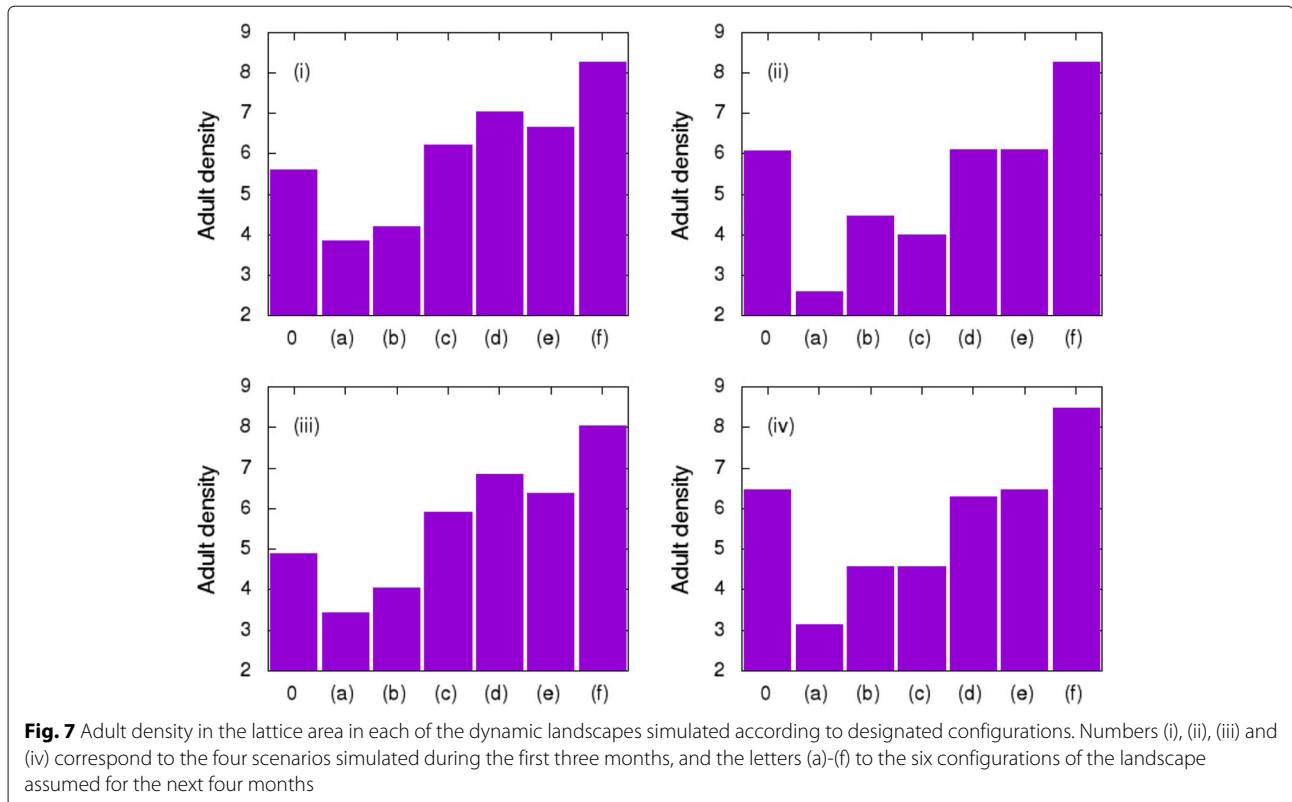 9
8
7
6
5
4
3
2
Adult density
(i)
0 (a) (b) (c) (d) (e) (f)
9
8
7
6
5
4
3
2
Adult density
(ii)
0 (a) (b) (c) (d) (e) (f)
9
8
7
6
5
4
3
2
Adult density
(iii)
0 (a) (b) (c) (d) (e) (f)
9
8
7
6
5
4
3
2
Adult density
(iv)
0 (a) (b) (c) (d) (e) (f)
Fig. 7 Adult density in the lattice area in each of the dynamic landscapes simulated according to designated configurations. Numbers (i), (ii), (iii) and
(iv) correspond to the four scenarios simulated during the first three months, and the letters (a)-(f) to the six configurations of the landscape
assumed for the next four months